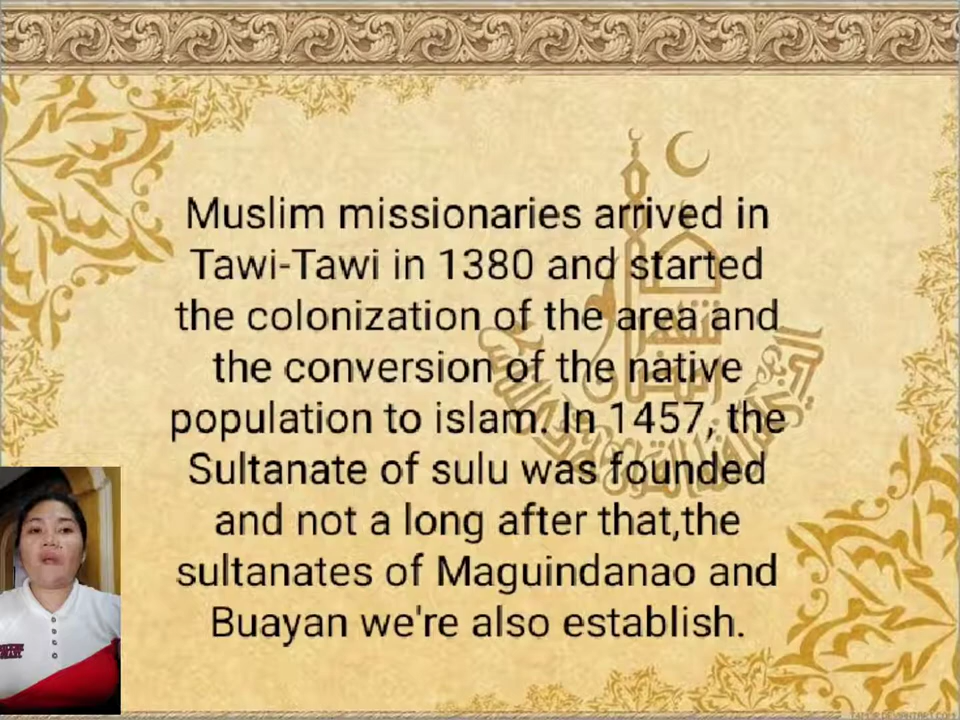 Muslim missionaries arrived in
Tawi-Tawi in 1380 and started
the colonization of the area and
the conversion of the native
population to islam. In 1457, the
Sultanate of sulu was founded
and not a long after that,the
sultanates of Maguindanao and
Buayan we're also establish.